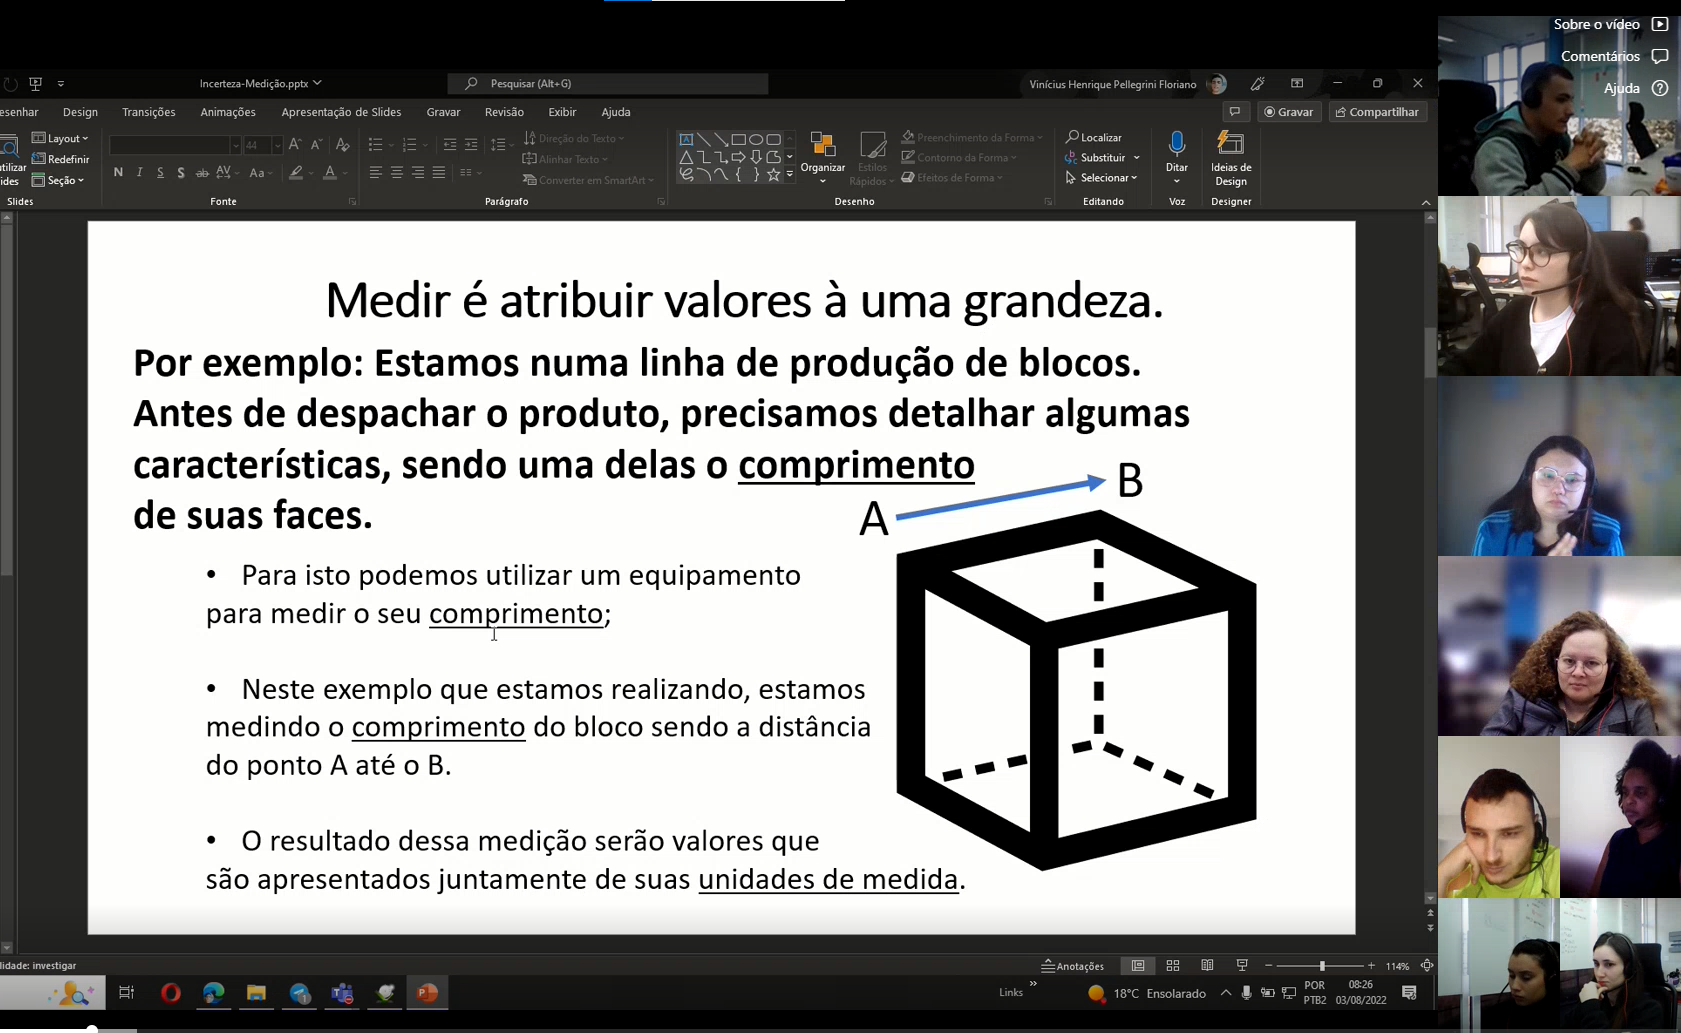 Sobre o vídeo
Comentários
Ajuda
Incerteza-Medição.pptx
Pesquisar (Alt+G)
Vinícius Henrique Pellegrini Floriano
esenhar Design Transições Animações Apresentação de Slides Gravar Revisão Exibir Ajuda
Gravar Compartilhar
utilizar
ides
Layout
Redefinir
Seção
Slides
44
A A
N I S S ab AV Aa A
Fonte
Direção do Texto
Alinhar Texto
Converter em SmartArt
Parágrafo
Organizar
Estilos
Rápidos
Preenchimento da Forma
Contorno da Forma
Efeitos de Forma
Desenho
Localizar
Substituir
Selecionar
Editando
Ditar
Voz
Ideias de
Design
Designer
Medir é atribuir valores à uma grandeza.
Por exemplo: Estamos numa linha de produção de blocos.
Antes de despachar o produto, precisamos detalhar algumas
características, sendo uma delas o comprimento
de suas faces.
A
B
• Para isto podemos utilizar um equipamento
para medir o seu comprimento;
• Neste exemplo que estamos realizando, estamos
medindo o comprimento do bloco sendo a distância
do ponto A até o B.
• O resultado dessa medição serão valores que
são apresentados juntamente de suas unidades de medida.
lidade: investigar
Anotações
114%
Links
18°C Ensolarado
POR
PTB2
08:26
03/08/2022